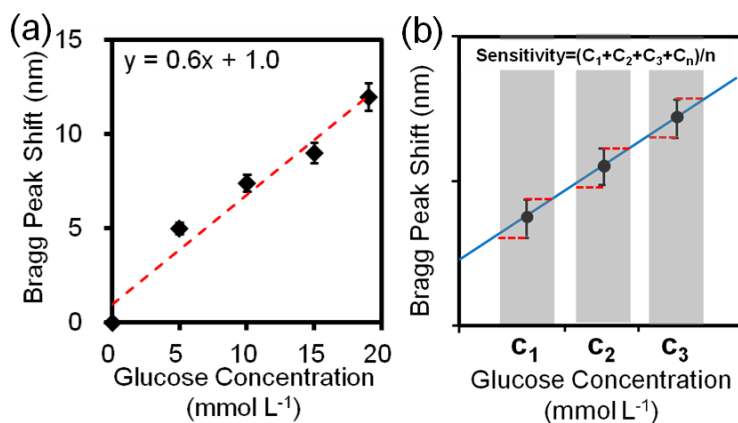 (a)
15
10
5
0
y = 0.6x + 1.0
Bragg Peak Shift (nm)
0 5 10 15 20
Glucose Concentration
(mmol L⁻¹)
(b)
Sensitivity=(C₁+C₂+C₃+Cₙ)/n
Bragg Peak Shift (nm)
C₁ C₂ C₃
Glucose Concentration
(mmol L⁻¹)